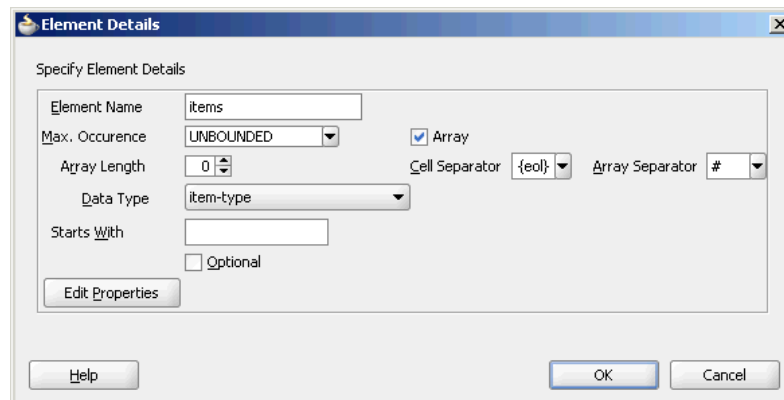 Element Details
Specify Element Details
Element Name items
Max. Occurence UNBOUNDED Array
Array Length 0 Cell Separator {eol} Array Separator #
Data Type item-type
Starts With
Optional
Edit Properties
Help OK Cancel